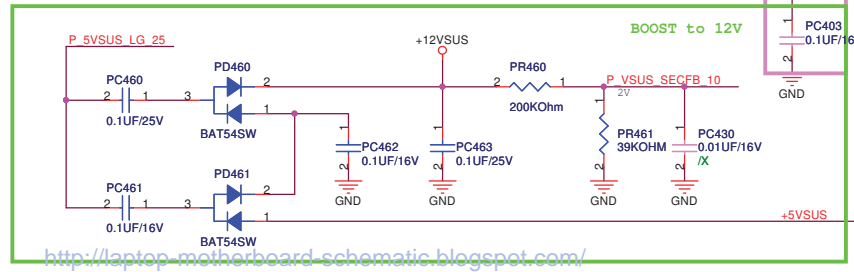 BOOST to 12V
PC403
0.1UF/16
1
2
GND
P_5VSUS_LG_25
+12VSUS
PC460
2 1
0.1UF/25V
PD460
3
2
1
BAT54SW
PR460
2 1
200KOhm
P_VSUS_SECFB_10
2V
1
2
PC462
0.1UF/16V
GND
1
2
PC463
0.1UF/25V
GND
1
2
PR461
39KOHM
GND
1
2
PC430
0.01UF/16V
/X
GND
PC461
2 1
0.1UF/16V
PD461
3
2
1
BAT54SW
+5VSUS
http://laptop-motherboard-schematic.blogspot.com/